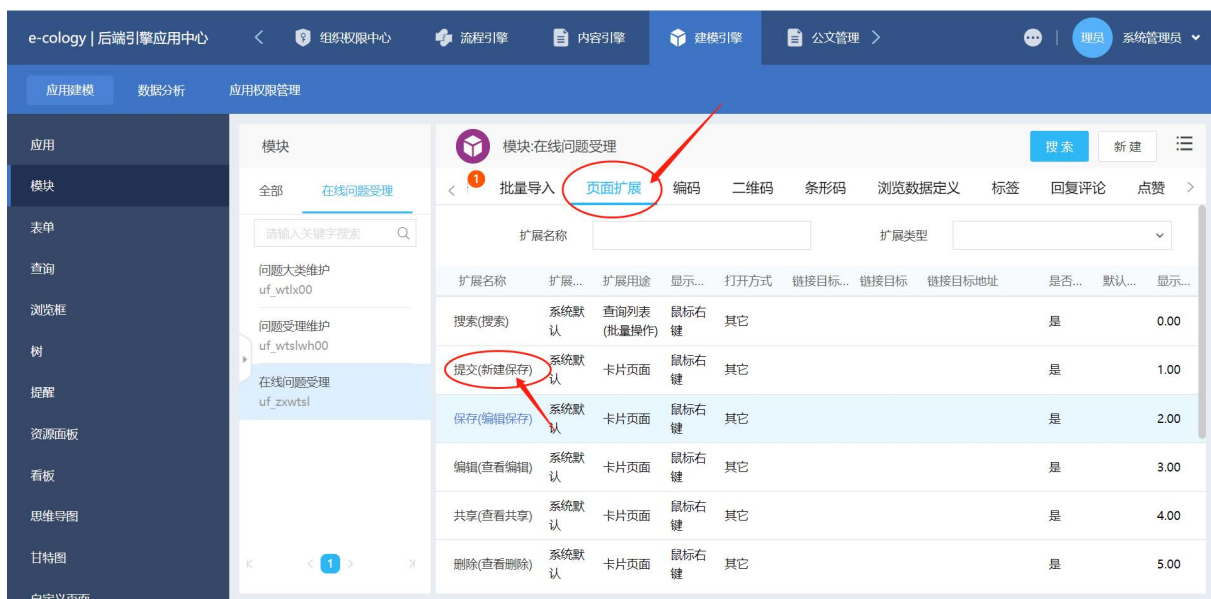 e-cology | 后端引擎应用中心 组织权限中心 流程引擎 内容引擎 建模引擎 公文管理 理员 系统管理员
应用建模 数据分析 应用权限管理
应用
模块
表单
查询
浏览框
树
提醒
资源面板
看板
思维导图
甘特图
自定义页面
模块
全部 在线问题受理
请输入关键字搜索
问题大类维护
uf_wtlx00
问题受理维护
uf_wtslwh00
在线问题受理
uf_zxwtsl
1
模块:在线问题受理 搜索 新建
1 批量导入 页面扩展 编码 二维码 条形码 浏览数据定义 标签 回复评论 点赞
扩展名称 扩展类型
扩展名称 扩展... 扩展用途 显示... 打开方式 链接目标... 链接目标 链接目标地址 是否... 默认... 显示...
搜索(搜索) 系统默认 查询列表(批量操作) 鼠标右键 其它 是 0.00
提交(新建保存) 系统默认 卡片页面 鼠标右键 其它 是 1.00
保存(编辑保存) 系统默认 卡片页面 鼠标右键 其它 是 2.00
编辑(查看编辑) 系统默认 卡片页面 鼠标右键 其它 是 3.00
共享(查看共享) 系统默认 卡片页面 鼠标右键 其它 是 4.00
删除(查看删除) 系统默认 卡片页面 鼠标右键 其它 是 5.00